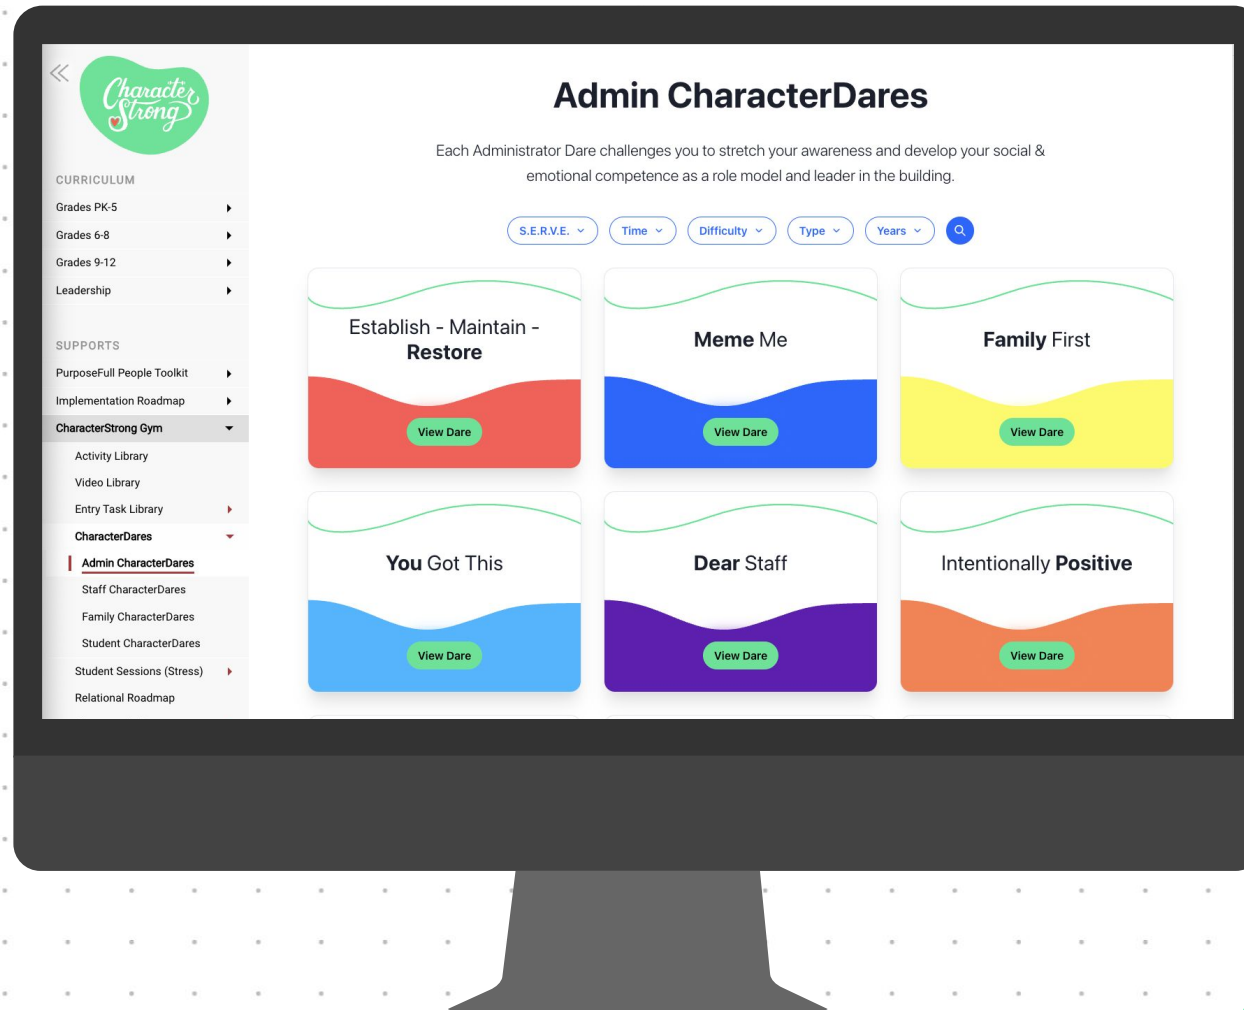 Character
Strong
CURRICULUM
Grades PK-5
Grades 6-8
Grades 9-12
Leadership
SUPPORTS
PurposeFull People Toolkit
Implementation Roadmap
CharacterStrong Gym
Activity Library
Video Library
Entry Task Library
CharacterDares
Admin CharacterDares
Staff CharacterDares
Family CharacterDares
Student CharacterDares
Student Sessions (Stress)
Relational Roadmap
Admin CharacterDares
Each Administrator Dare challenges you to stretch your awareness and develop your social &
emotional competence as a role model and leader in the building.
S.E.R.V.E.
Time
Difficulty
Type
Years
Establish - Maintain -
Restore
View Dare
Meme Me
View Dare
Family First
View Dare
You Got This
View Dare
Dear Staff
View Dare
Intentionally Positive
View Dare